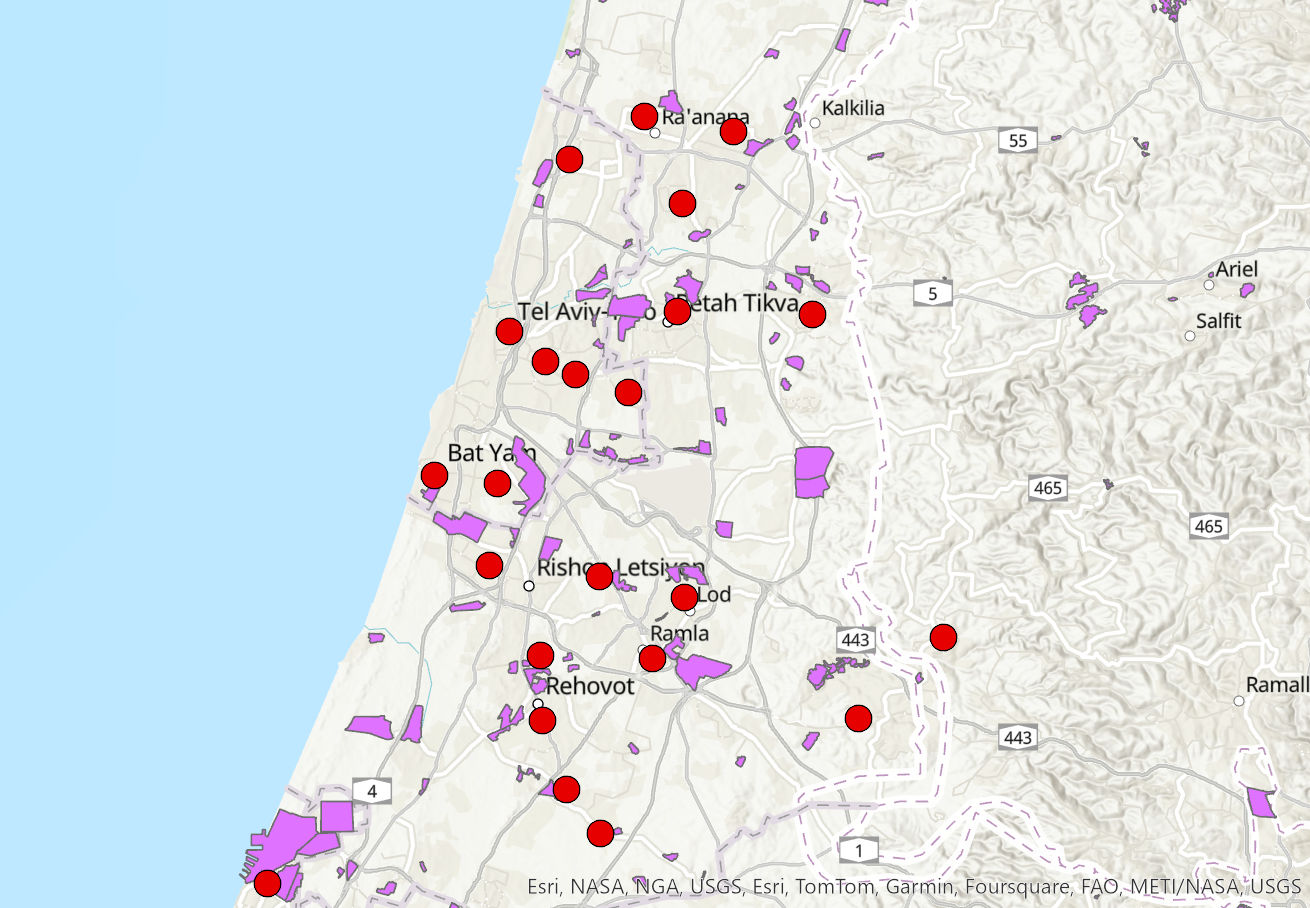 Ra'anana
Kalkilia
55
Ariel
5
Salfit
Tel Aviv-
o
Petah Tikva
Bat Yam
465
465
Rishon Letsiyon
Lod
Ramla
443
Rehovot
Ramall
443
4
1
Esri, NASA, NGA, USGS, Esri, TomTom, Garmin, Foursquare, FAO, METI/NASA, USGS